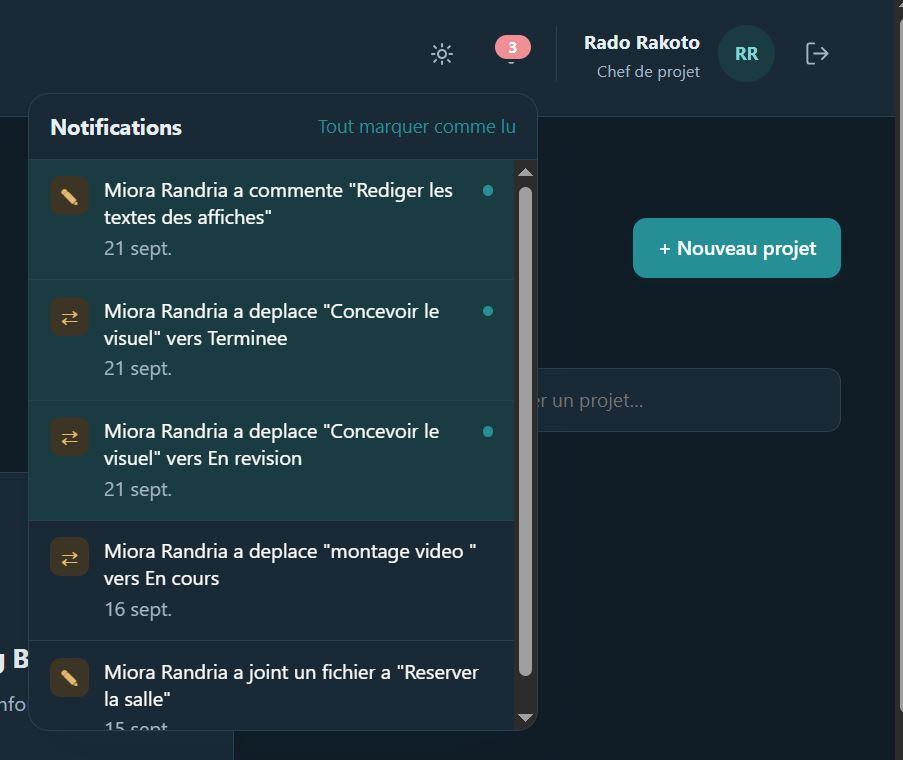 3
Rado Rakoto
Chef de projet
RR
Notifications
Tout marquer comme lu
Miora Randria a commente "Rediger les
textes des affiches"
21 sept.
+ Nouveau projet
Miora Randria a deplace "Concevoir le
visuel" vers Terminee
21 sept.
un projet...
Miora Randria a deplace "Concevoir le
visuel" vers En revision
21 sept.
Miora Randria a deplace "montage video "
vers En cours
16 sept.
Miora Randria a joint un fichier a "Reserver
la salle"
15 sept.